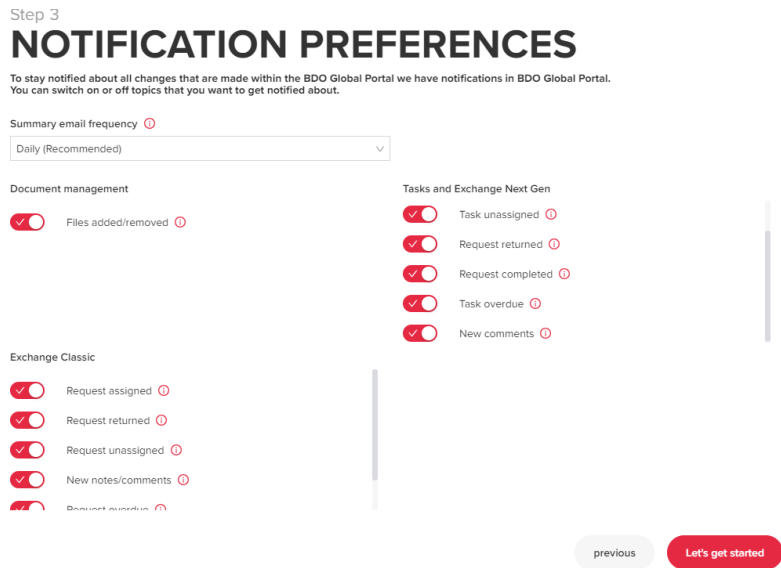 Step 3
NOTIFICATION PREFERENCES
To stay notified about all changes that are made within the BDO Global Portal we have notifications in BDO Global Portal.
You can switch on or off topics that you want to get notified about.
Summary email frequency
Daily (Recommended)
Document management
Files added/removed
Tasks and Exchange Next Gen
Task unassigned
Request returned
Request completed
Task overdue
New comments
Exchange Classic
Request assigned
Request returned
Request unassigned
New notes/comments
Request overdue
previous
Let's get started